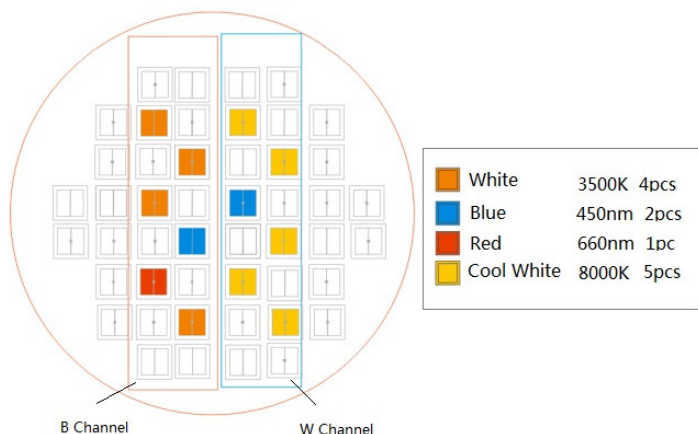 White 3500K 4pcs
Blue 450nm 2pcs
Red 660nm 1pc
Cool White 8000K 5pcs
B Channel
W Channel